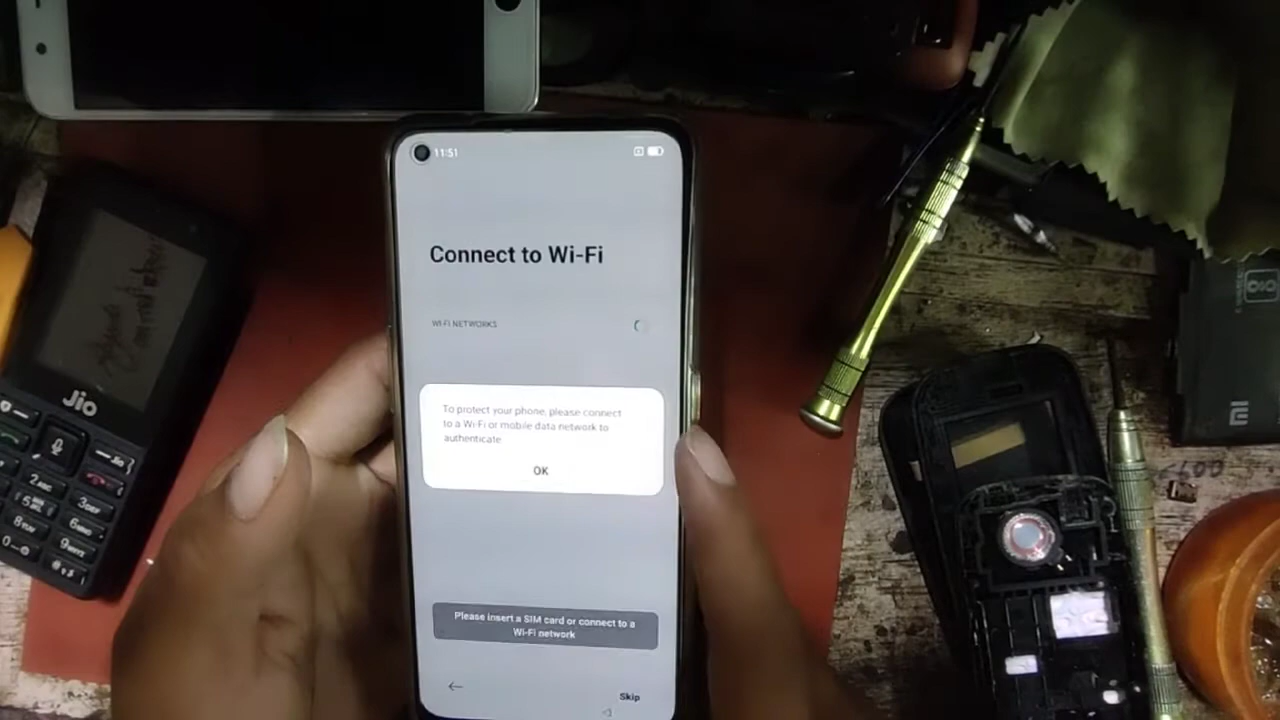 11:51
Connect to Wi-Fi
WI-FI NETWORKS
To protect your phone, please connect
to a Wi-Fi or mobile data network to
authenticate
OK
Please insert a SIM card or connect to a
Wi-Fi network
Skip
Jio